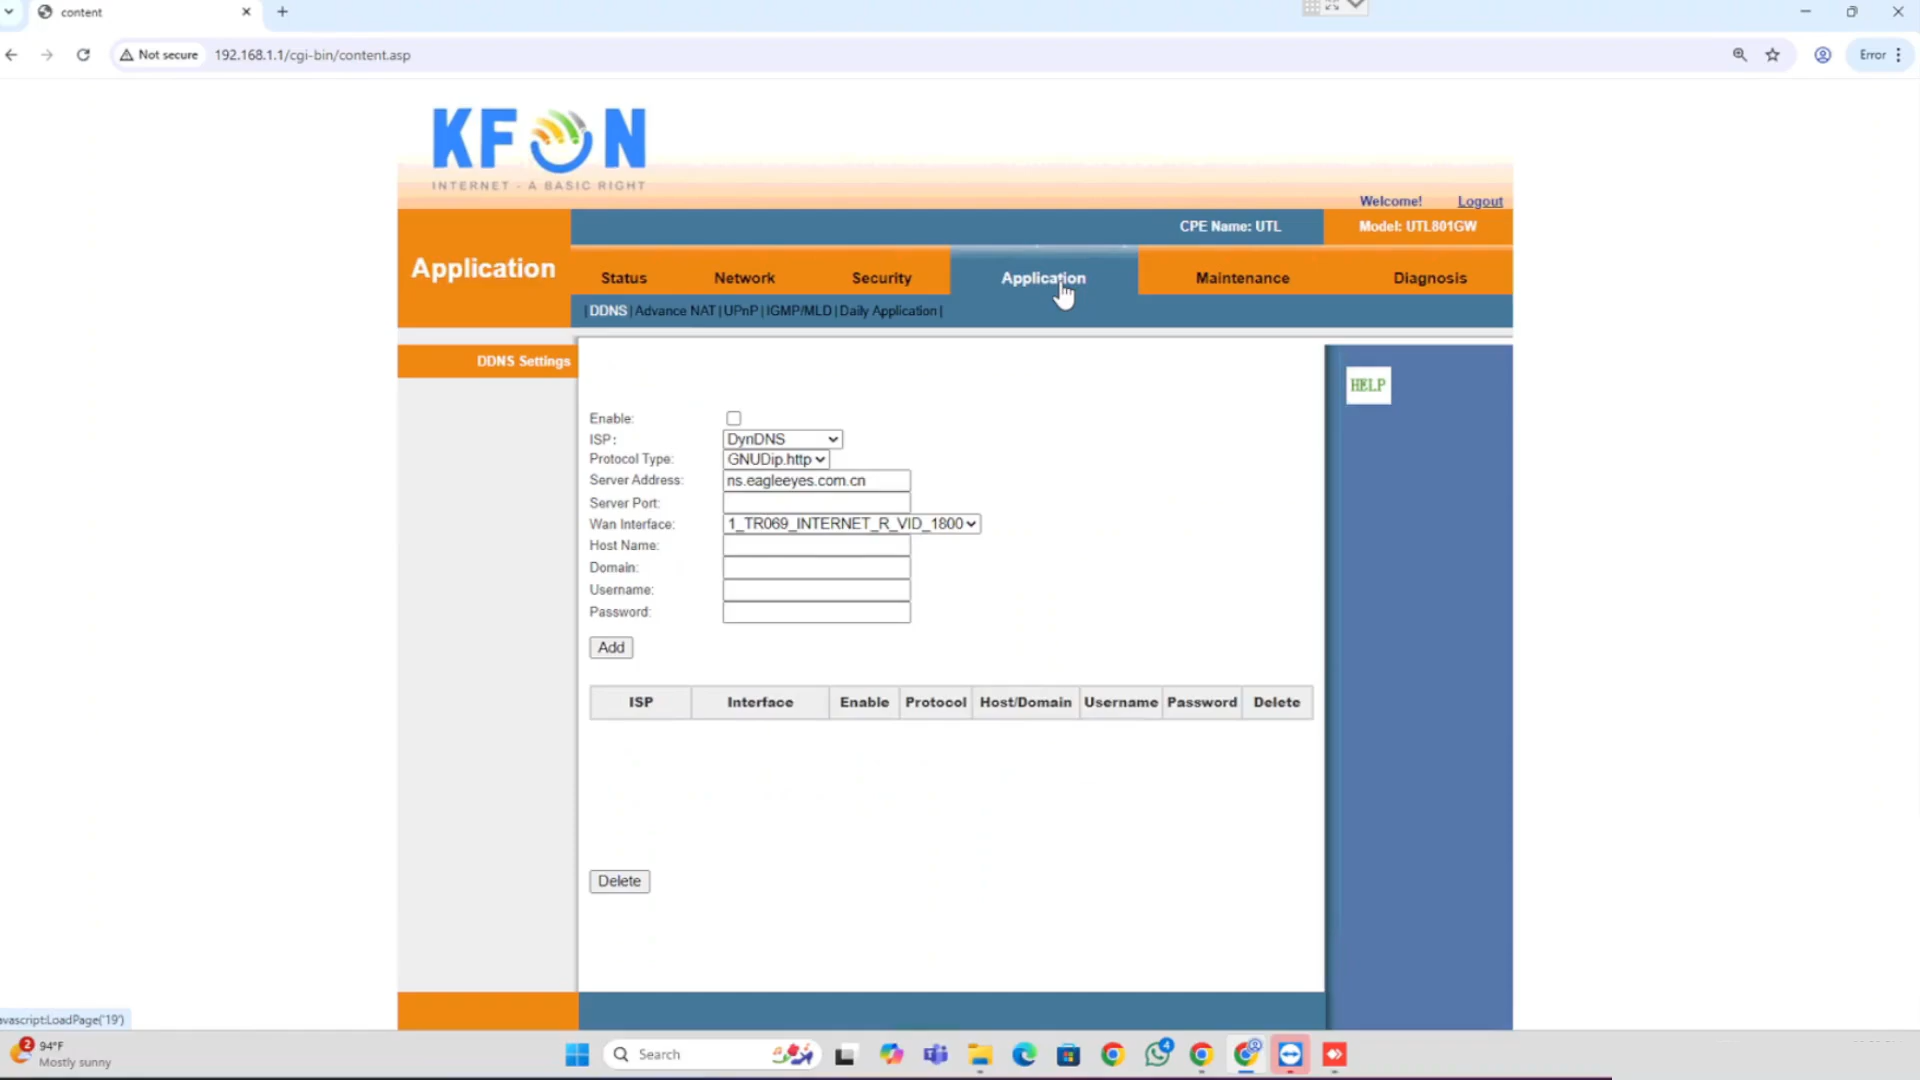 content
Not secure
192.168.1.1/cgi-bin/content.asp
Error
KFON
INTERNET - A BASIC RIGHT
Welcome!
Logout
CPE Name: UTL
Model: UTL801GW
Application
Status
Network
Security
Application
Maintenance
Diagnosis
| DDNS | Advance NAT | UPnP | IGMP/MLD | Daily Application |
DDNS Settings
HELP
Enable:
ISP:
DynDNS
Protocol Type:
GNUDip.http
Server Address:
ns.eagleeyes.com.cn
Server Port:
Wan Interface:
1_TR069_INTERNET_R_VID_1800
Host Name:
Domain:
Username:
Password:
Add
ISP
Interface
Enable
Protocol
Host/Domain
Username
Password
Delete
Delete
avascript:LoadPage('19')
2
94°F
Mostly sunny
Search
4